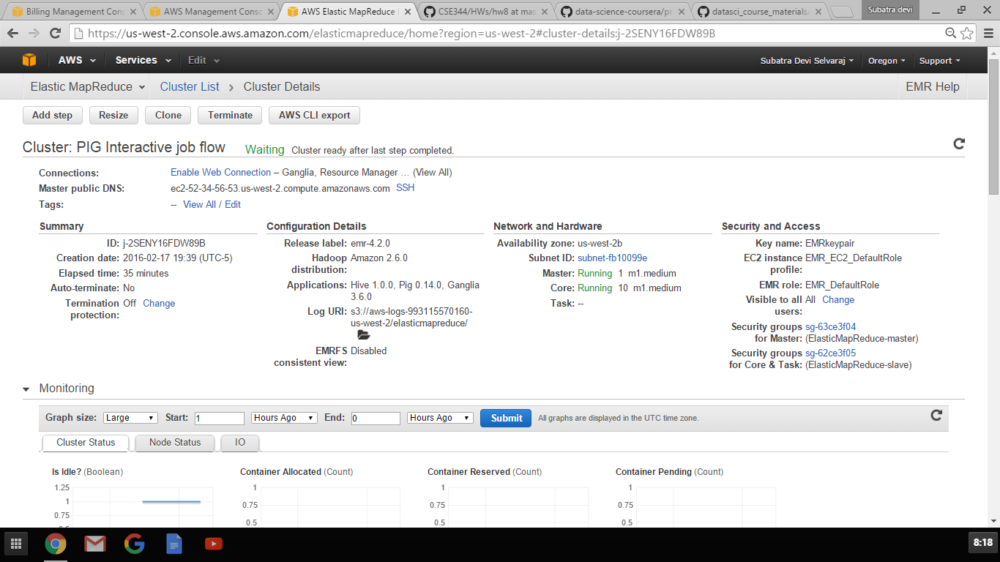 Billing Management Cons
AWS Management Conso
AWS Elastic MapReduce
CSE344/HWs/hw8 at mas
data-science-coursera/pr
datasci_course_materials/
Subatra devi
https://us-west-2.console.aws.amazon.com/elasticmapreduce/home?region=us-west-2#cluster-details:j-2SENY16FDW89B
AWS Services Edit Subatra Devi Selvaraj Oregon Support
Elastic MapReduce Cluster List > Cluster Details EMR Help
Add step Resize Clone Terminate AWS CLI export
Cluster: PIG Interactive job flow Waiting Cluster ready after last step completed.
Connections: Enable Web Connection – Ganglia, Resource Manager ... (View All)
Master public DNS: ec2-52-34-56-53.us-west-2.compute.amazonaws.com SSH
Tags: -- View All / Edit
Summary
ID: j-2SENY16FDW89B
Creation date: 2016-02-17 19:39 (UTC-5)
Elapsed time: 35 minutes
Auto-terminate: No
Termination Off Change
protection:
Configuration Details
Release label: emr-4.2.0
Hadoop Amazon 2.6.0
distribution:
Applications: Hive 1.0.0, Pig 0.14.0, Ganglia
3.6.0
Log URI: s3://aws-logs-993115570160-
us-west-2/elasticmapreduce/
EMRFS Disabled
consistent view:
Network and Hardware
Availability zone: us-west-2b
Subnet ID: subnet-fb10099e
Master: Running 1 m1.medium
Core: Running 10 m1.medium
Task: --
Security and Access
Key name: EMRkeypair
EC2 instance EMR_EC2_DefaultRole
profile:
EMR role: EMR_DefaultRole
Visible to all All Change
users:
Security groups sg-63ce3f04
for Master: (ElasticMapReduce-master)
Security groups sg-62ce3f05
for Core & Task: (ElasticMapReduce-slave)
Monitoring
Graph size: Large Start: 1 Hours Ago End: 0 Hours Ago Submit All graphs are displayed in the UTC time zone.
Cluster Status Node Status IO
Is Idle? (Boolean)
1.25
1
0.75
Container Allocated (Count)
1
0.75
0.5
Container Reserved (Count)
1
0.75
0.5
Container Pending (Count)
1
0.75
0.5
8:18